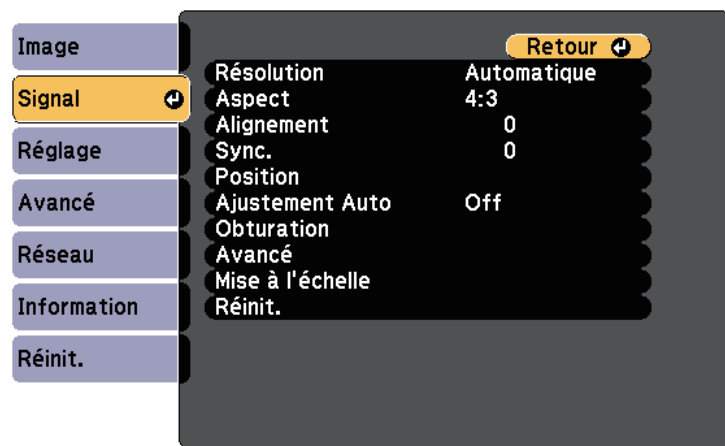 Image
Signal
Réglage
Avancé
Réseau
Information
Réinit.
Retour
Résolution Automatique
Aspect 4:3
Alignement 0
Sync. 0
Position
Ajustement Auto Off
Obturation
Avancé
Mise à l'échelle
Réinit.